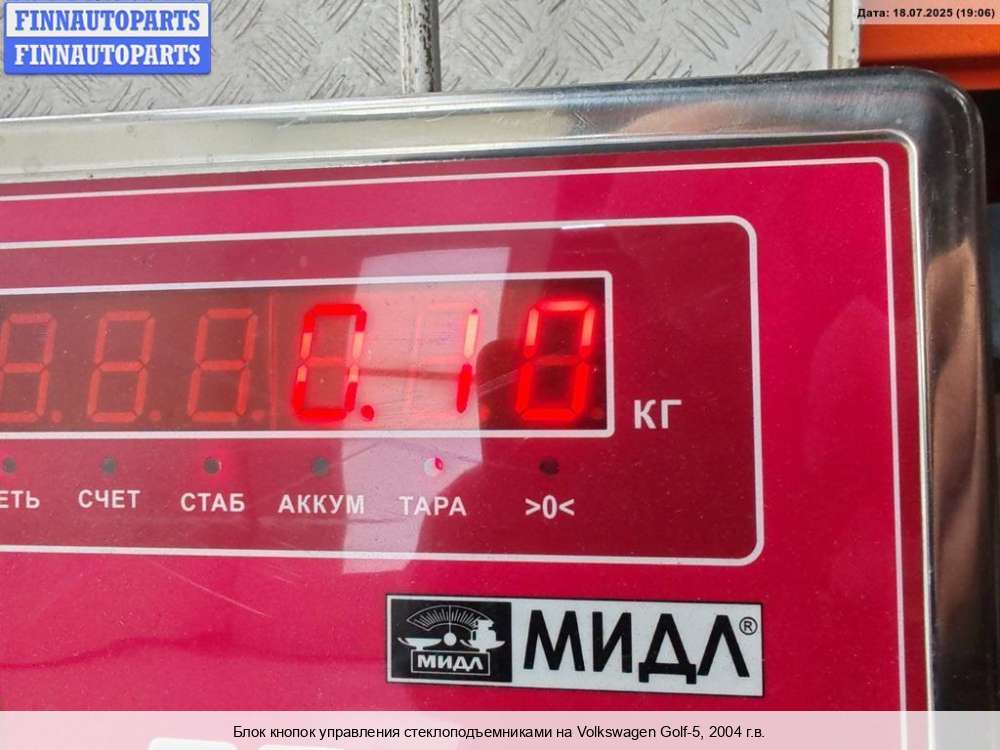 FINNAUTOPARTS
FINNAUTOPARTS
Дата: 18.07.2025 (19:06)
0.10
КГ
СЧЕТ СТАБ АККУМ ТАРА >0<
МИДЛ
МИДЛ®
Блок кнопок управления стеклоподъемниками на Volkswagen Golf-5, 2004 г.в.